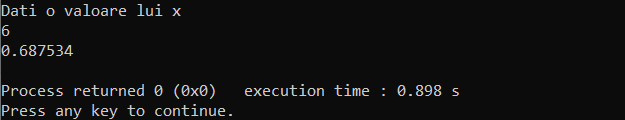 Dati o valoare lui x
6
0.687534
Process returned 0 (0x0)   execution time : 0.898 s
Press any key to continue.